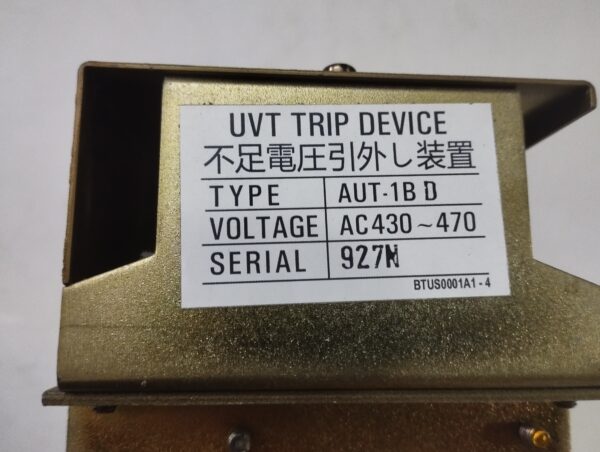 UVT TRIP DEVICE
不足電圧引外し装置
TYPE AUT-1B D
VOLTAGE AC430~470
SERIAL 927N
BTUS0001A1-4